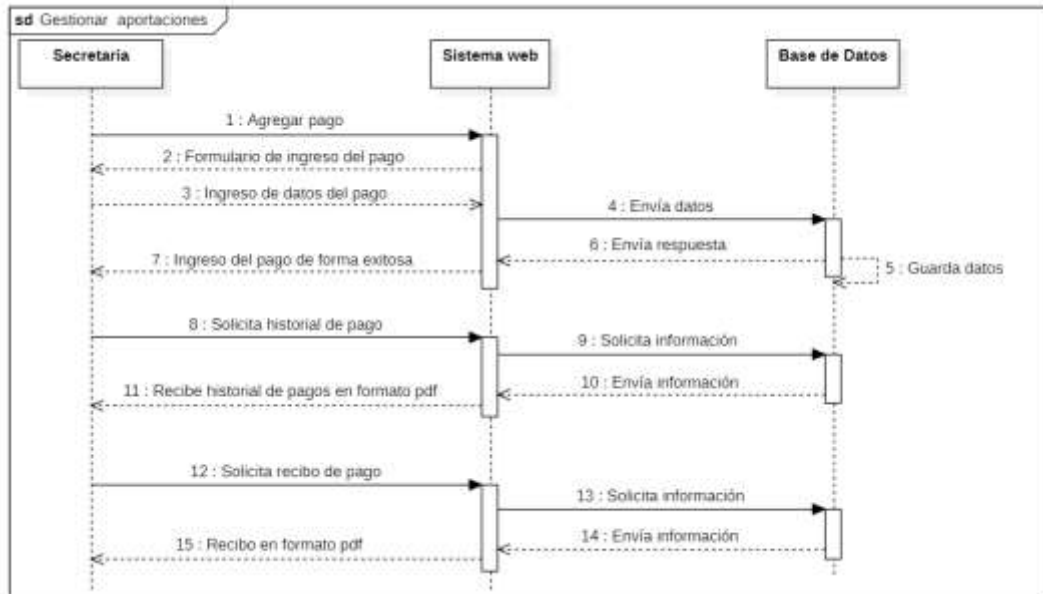 sd Gestionar aportaciones
Secretaria
Sistema web
Base de Datos
1 : Agregar pago
2 : Formulario de ingreso del pago
3 : Ingreso de datos del pago
4 : Envía datos
6 : Envía respuesta
7 : Ingreso del pago de forma exitosa
5 : Guarda datos
8 : Solicita historial de pago
9 : Solicita información
10 : Envía información
11 : Recibe historial de pagos en formato pdf
12 : Solicita recibo de pago
13 : Solicita información
14 : Envía información
15 : Recibo en formato pdf